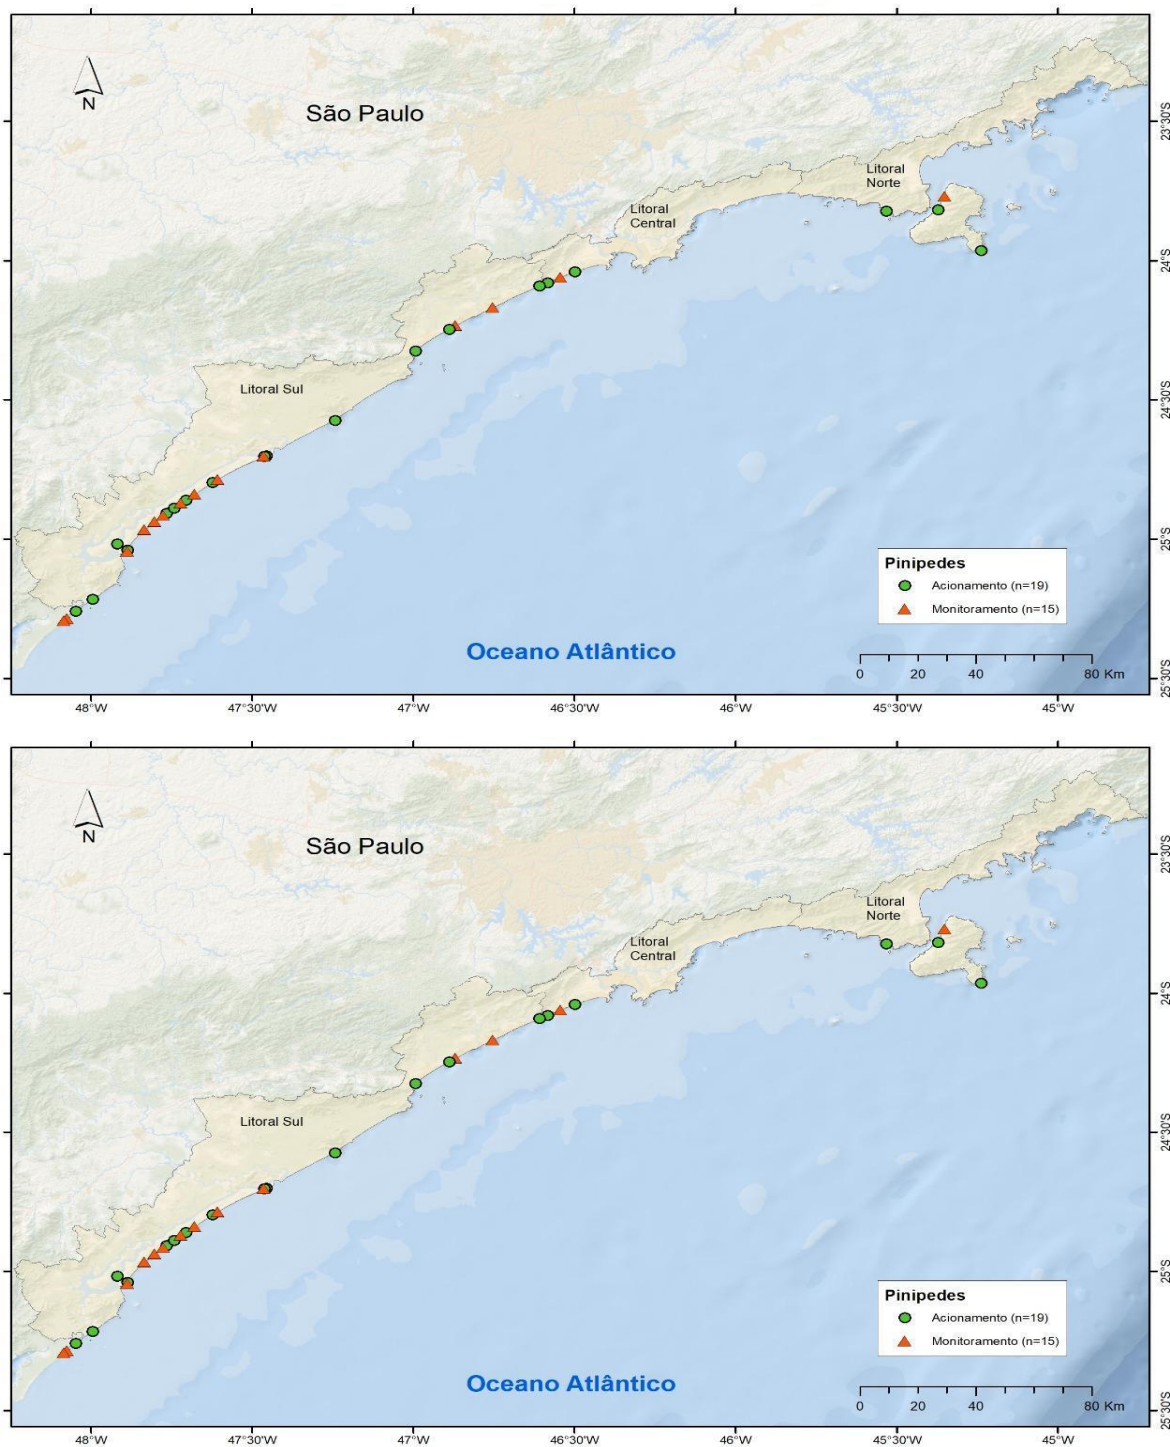 N
São Paulo
Litoral
Norte
Litoral
Central
Litoral Sul
Oceano Atlântico
Pinipedes
Acionamento (n=19)
Monitoramento (n=15)
0 20 40 80 Km
23°30'S
24°S
24°30'S
25°S
25°30'S
48°W 47°30'W 47°W 46°30'W 46°W 45°30'W 45°W
N
São Paulo
Litoral
Norte
Litoral
Central
Litoral Sul
Oceano Atlântico
Pinipedes
Acionamento (n=19)
Monitoramento (n=15)
0 20 40 80 Km
23°30'S
24°S
24°30'S
25°S
25°30'S
48°W 47°30'W 47°W 46°30'W 46°W 45°30'W 45°W